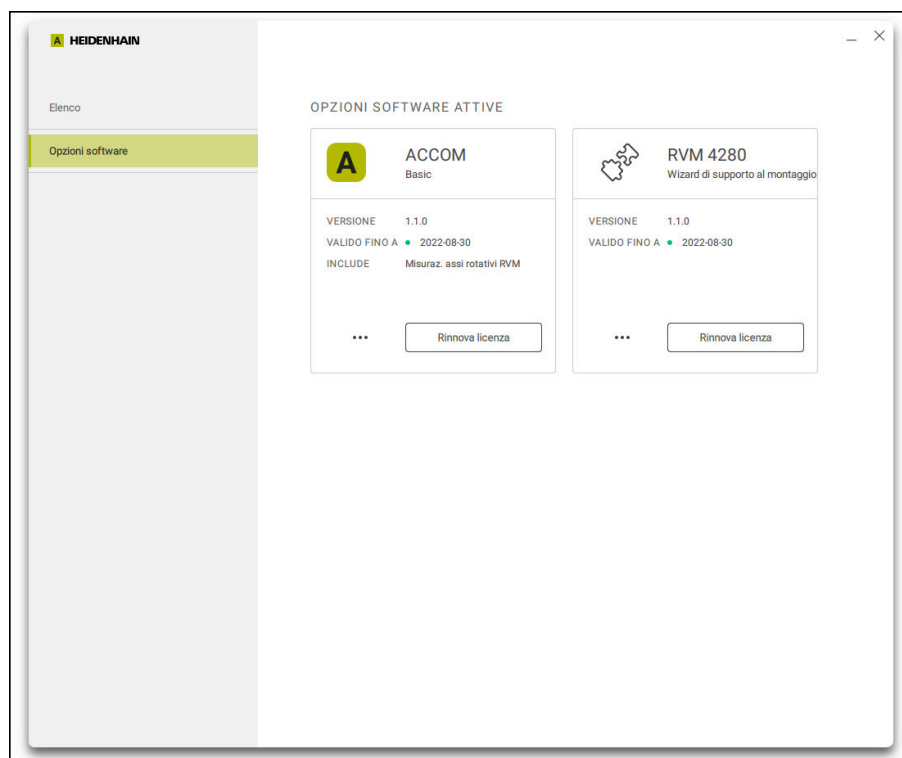 A HEIDENHAIN
Elenco
Opzioni software
OPZIONI SOFTWARE ATTIVE
A
ACCOM
Basic
VERSIONE 1.1.0
VALIDO FINO A 2022-08-30
INCLUDE Misuraz. assi rotativi RVM
Rinnova licenza
RVM 4280
Wizard di supporto al montaggio
VERSIONE 1.1.0
VALIDO FINO A 2022-08-30
Rinnova licenza